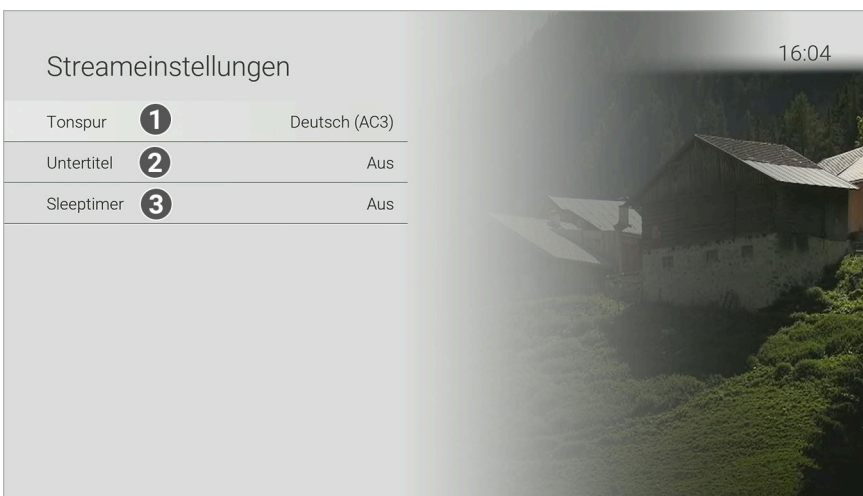 Streameinstellungen
16:04
Tonspur 1 Deutsch (AC3)
Untertitel 2 Aus
Sleeptimer 3 Aus